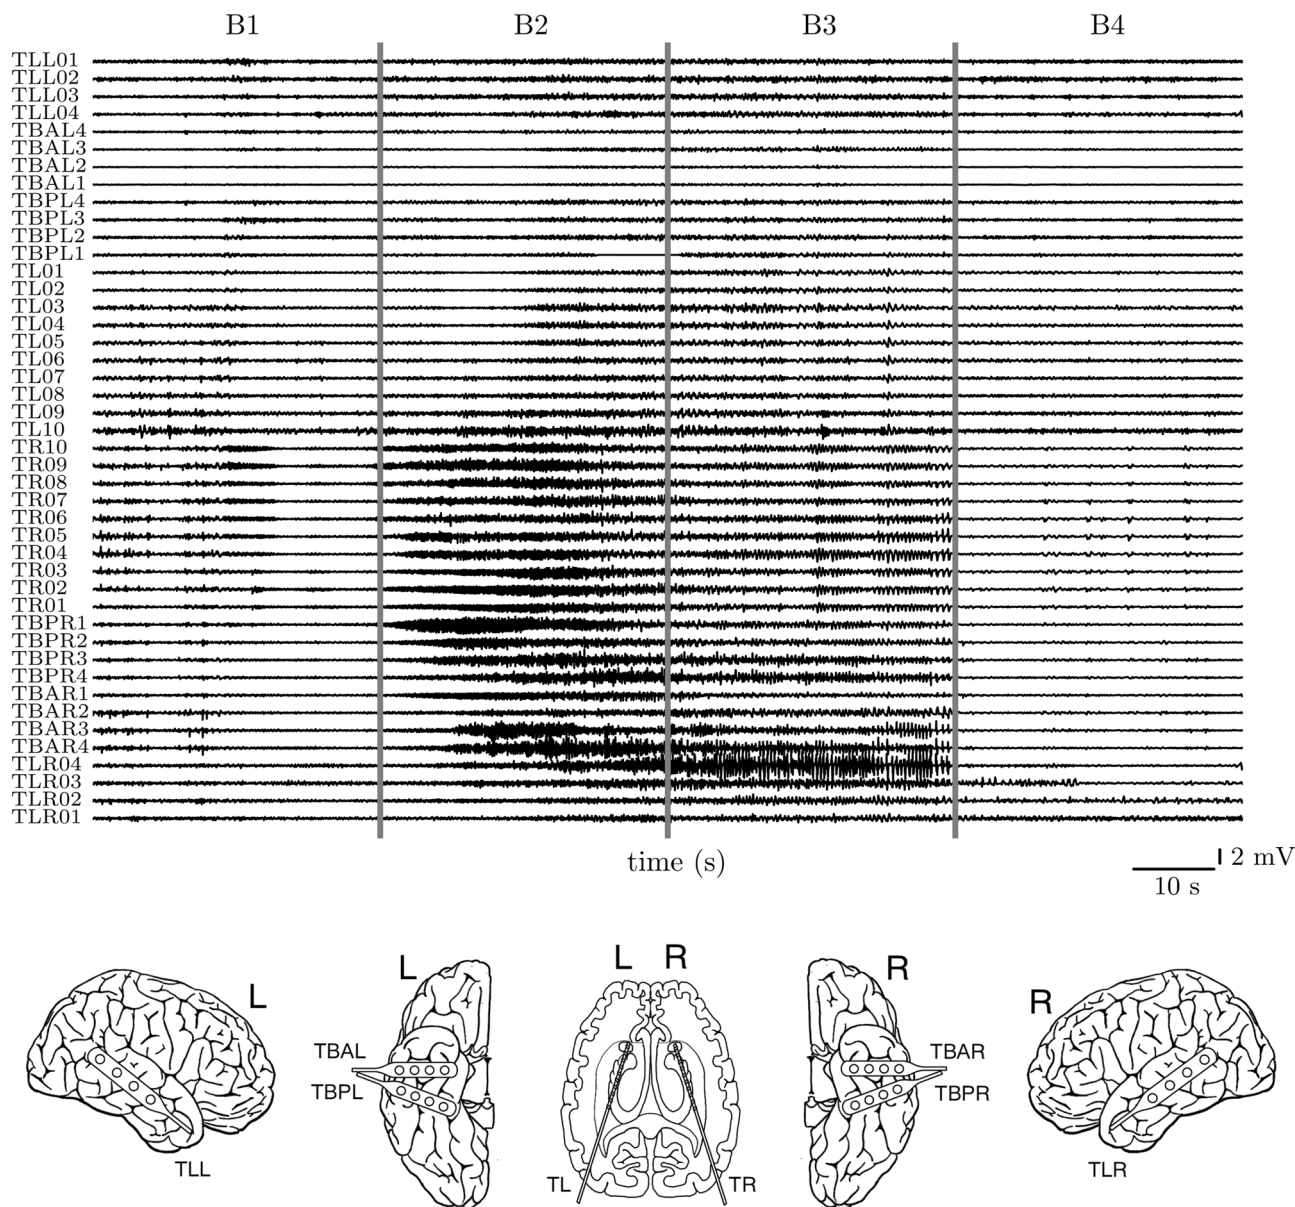 B1 B2 B3 B4
TLL01
TLL02
TLL03
TLL04
TBAL4
TBAL3
TBAL2
TBAL1
TBPL4
TBPL3
TBPL2
TBPL1
TL01
TL02
TL03
TL04
TL05
TL06
TL07
TL08
TL09
TL10
TR10
TR09
TR08
TR07
TR06
TR05
TR04
TR03
TR02
TR01
TBPR1
TBPR2
TBPR3
TBPR4
TBAR1
TBAR2
TBAR3
TBAR4
TLR04
TLR03
TLR02
TLR01
time (s)
2 mV
10 s
L L L R R R
TBAL TBAR
TBPL TBPR
TLL TL TR TLR